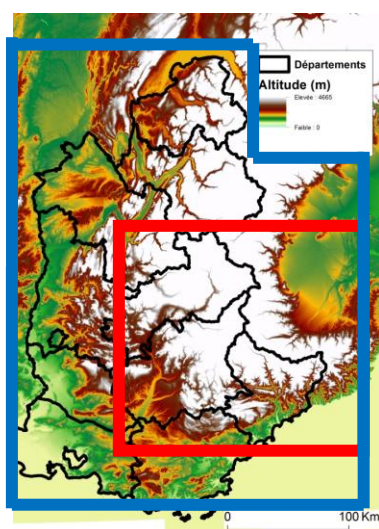 Départements
Altitude (m)
Elevée : 4665
Faible : 0
0 100 Km